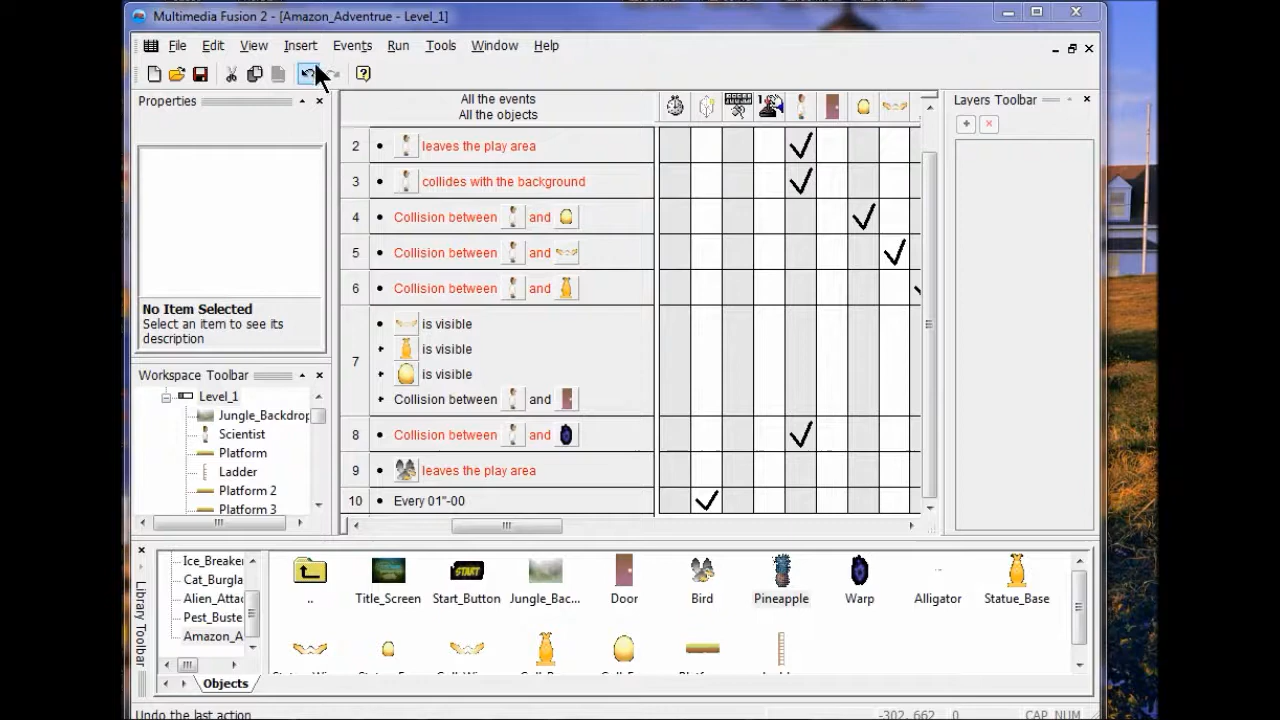 Multimedia Fusion 2 - [Amazon_Adventrue - Level_1]
File Edit View Insert Events Run Tools Window Help
Properties
No Item Selected
Select an item to see its
description
Workspace Toolbar
Level_1
Jungle_Backdrop
Scientist
Platform
Ladder
Platform 2
Platform 3
All the events
All the objects
2 leaves the play area
3 collides with the background
4 Collision between and
5 Collision between and
6 Collision between and
7
is visible
is visible
is visible
Collision between and
8 Collision between and
9 leaves the play area
10 Every 01"-00
Layers Toolbar
Library Toolbar
Ice_Breaker
Cat_Burgla
Alien_Attac
Pest_Buste
Amazon_A
.. Title_Screen Start_Button Jungle_Bac... Door Bird Pineapple Warp Alligator Statue_Base
Objects
Undo the last action -302, 662 0 CAP NUM